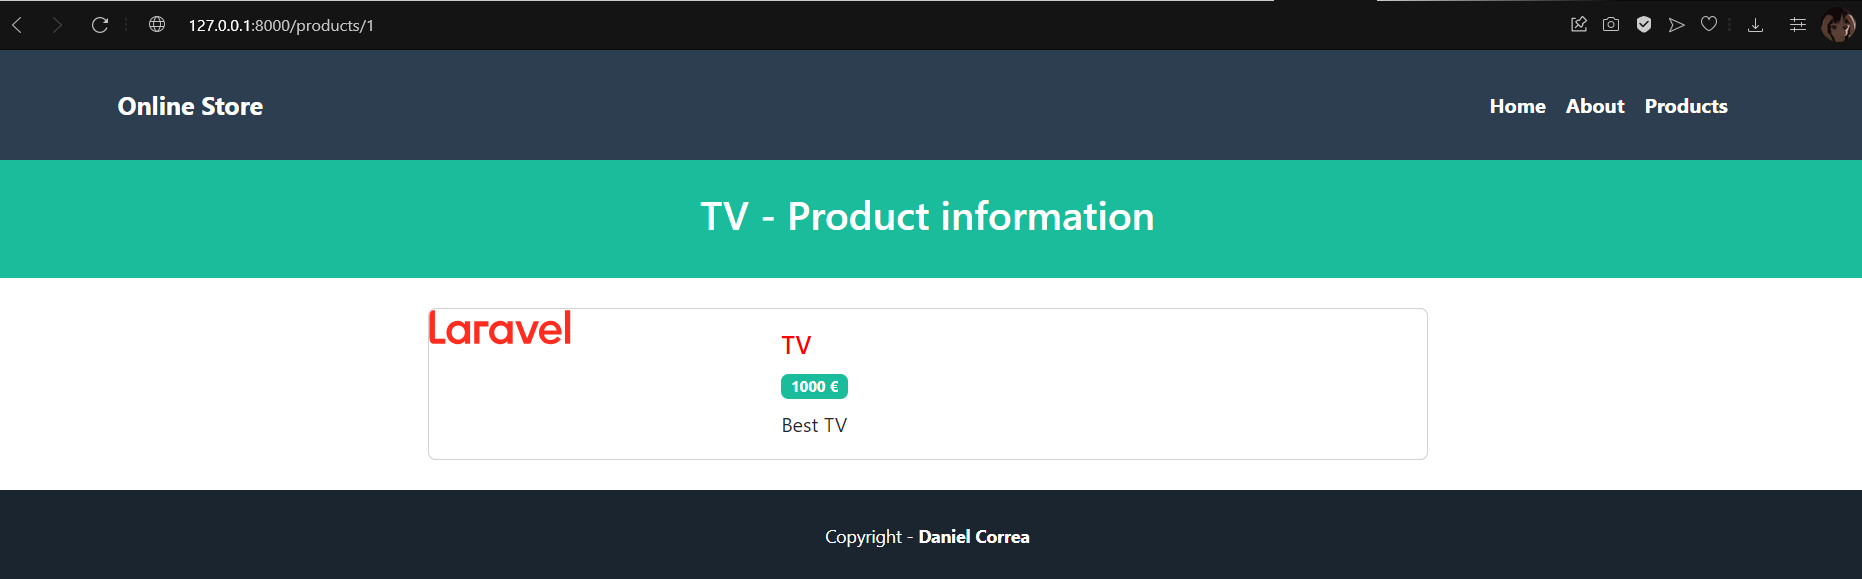 127.0.0.1:8000/products/1
Online Store
Home About Products
TV - Product information
Laravel
TV
1000 €
Best TV
Copyright - Daniel Correa